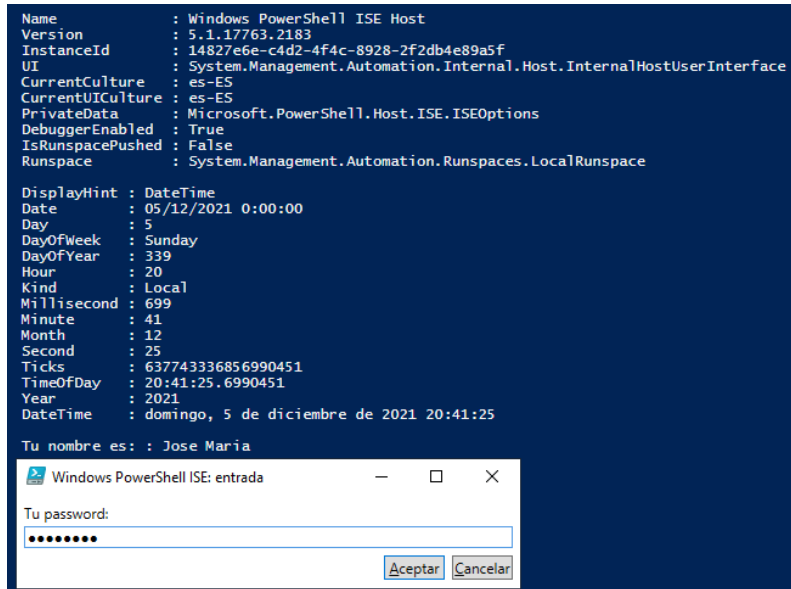 Name : Windows PowerShell ISE Host
Version : 5.1.17763.2183
InstanceId : 14827e6e-c4d2-4f4c-8928-2f2db4e89a5f
UI : System.Management.Automation.Internal.Host.InternalHostUserInterface
CurrentCulture : es-ES
CurrentUICulture : es-ES
PrivateData : Microsoft.PowerShell.Host.ISE.ISEOptions
DebuggerEnabled : True
IsRunspacePushed : False
Runspace : System.Management.Automation.Runspaces.LocalRunspace
DisplayHint : DateTime
Date : 05/12/2021 0:00:00
Day : 5
DayOfWeek : Sunday
DayOfYear : 339
Hour : 20
Kind : Local
Millisecond : 699
Minute : 41
Month : 12
Second : 25
Ticks : 637743336856990451
TimeOfDay : 20:41:25.6990451
Year : 2021
DateTime : domingo, 5 de diciembre de 2021 20:41:25
Tu nombre es: : Jose Maria
Windows PowerShell ISE: entrada
Tu password:
●●●●●●●●
Aceptar Cancelar